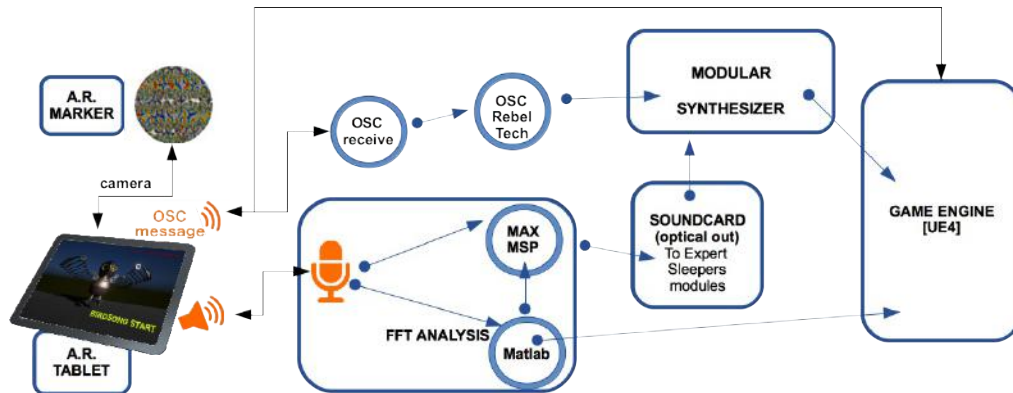 A.R.
MARKER
camera
OSC
message
BIRDSONG START
A.R.
TABLET
OSC
receive
OSC
Rebel
Tech
MODULAR
SYNTHESIZER
MAX
MSP
FFT ANALYSIS
Matlab
SOUNDCARD
(optical out)
To Expert
Sleepers
modules
GAME ENGINE
[UE4]